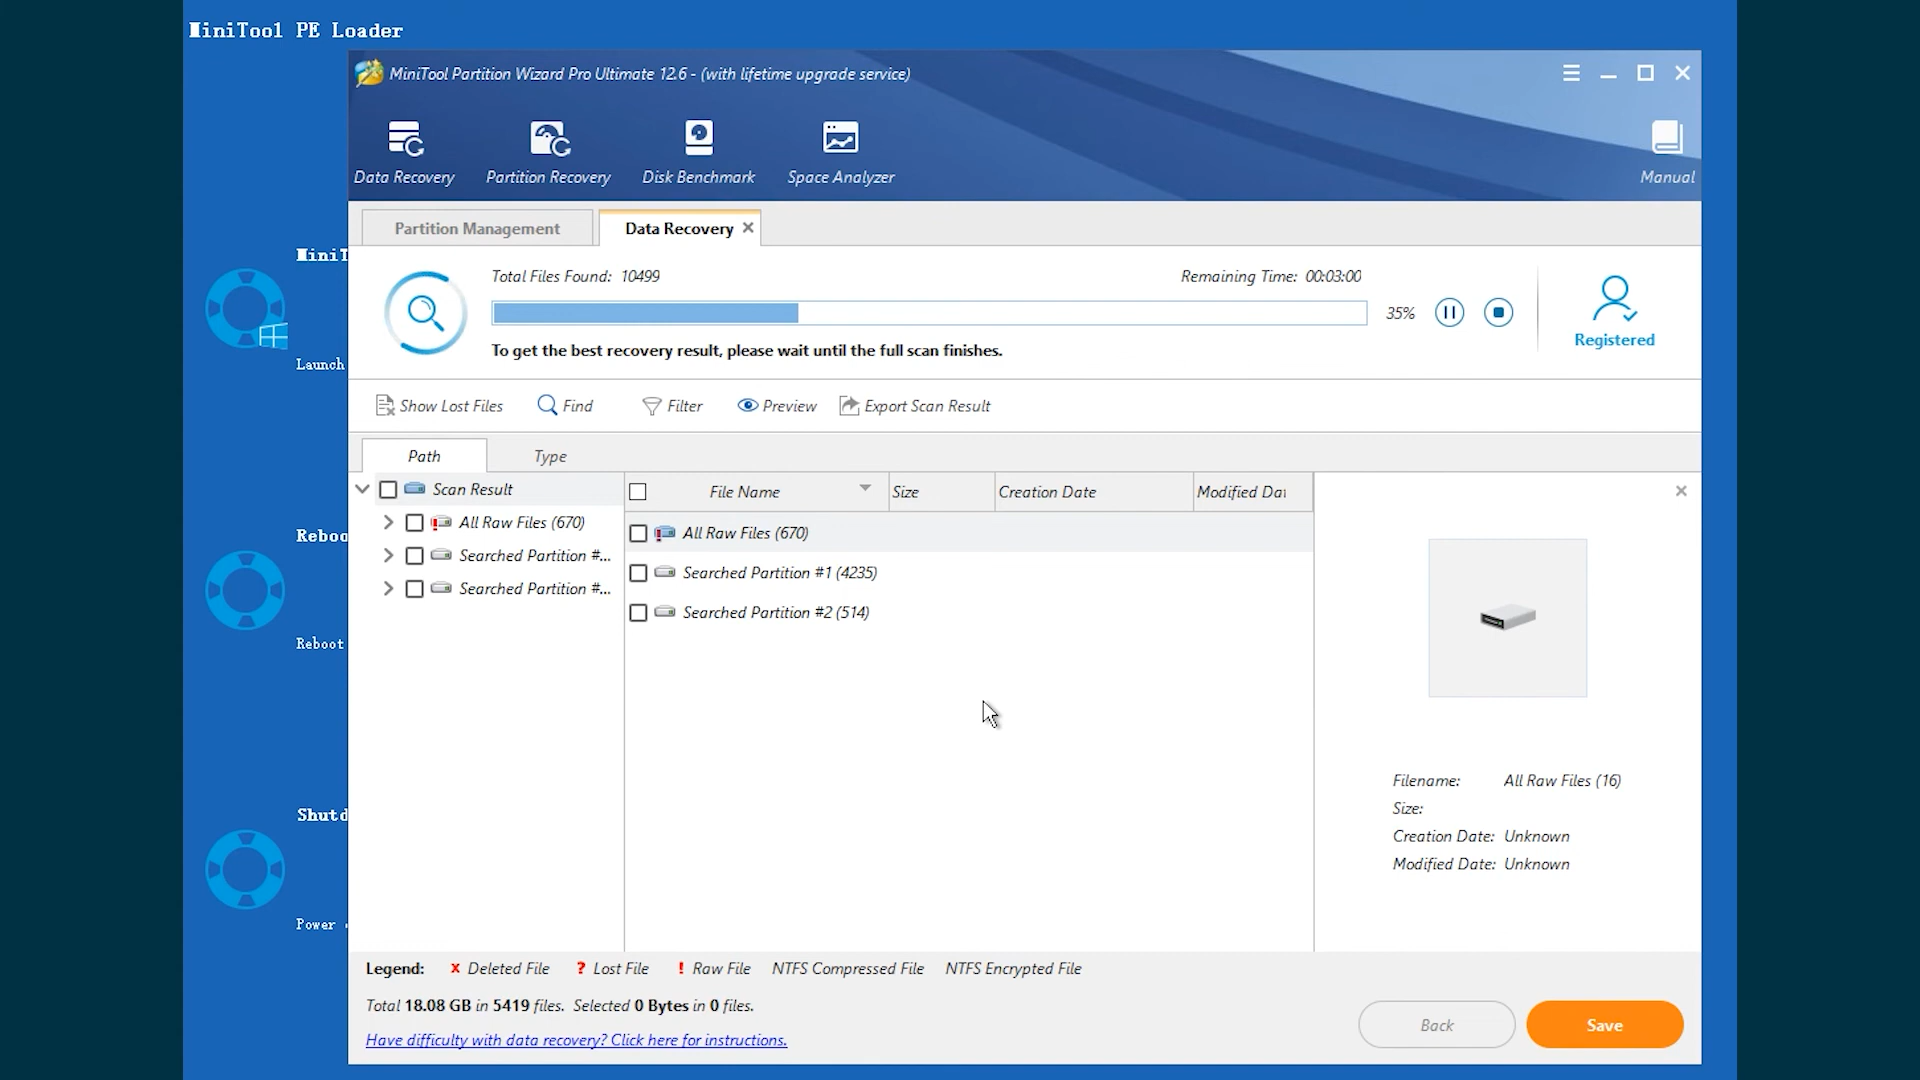 MiniTool PE Loader
MiniTool Partition Wizard Pro Ultimate 12.6 - (with lifetime upgrade service)
Data Recovery
Partition Recovery
Disk Benchmark
Space Analyzer
Manual
Partition Management
Data Recovery
Total Files Found: 10499
Remaining Time: 00:03:00
35%
To get the best recovery result, please wait until the full scan finishes.
Registered
Show Lost Files
Find
Filter
Preview
Export Scan Result
Path
Type
Scan Result
All Raw Files (670)
Searched Partition #...
Searched Partition #...
File Name
Size
Creation Date
Modified Dat
All Raw Files (670)
Searched Partition #1 (4235)
Searched Partition #2 (514)
Filename: All Raw Files (16)
Size:
Creation Date: Unknown
Modified Date: Unknown
MiniT
Launch
Reboo
Reboot
Shutd
Power
Legend: x Deleted File ? Lost File ! Raw File NTFS Compressed File NTFS Encrypted File
Total 18.08 GB in 5419 files. Selected 0 Bytes in 0 files.
Have difficulty with data recovery? Click here for instructions.
Back
Save